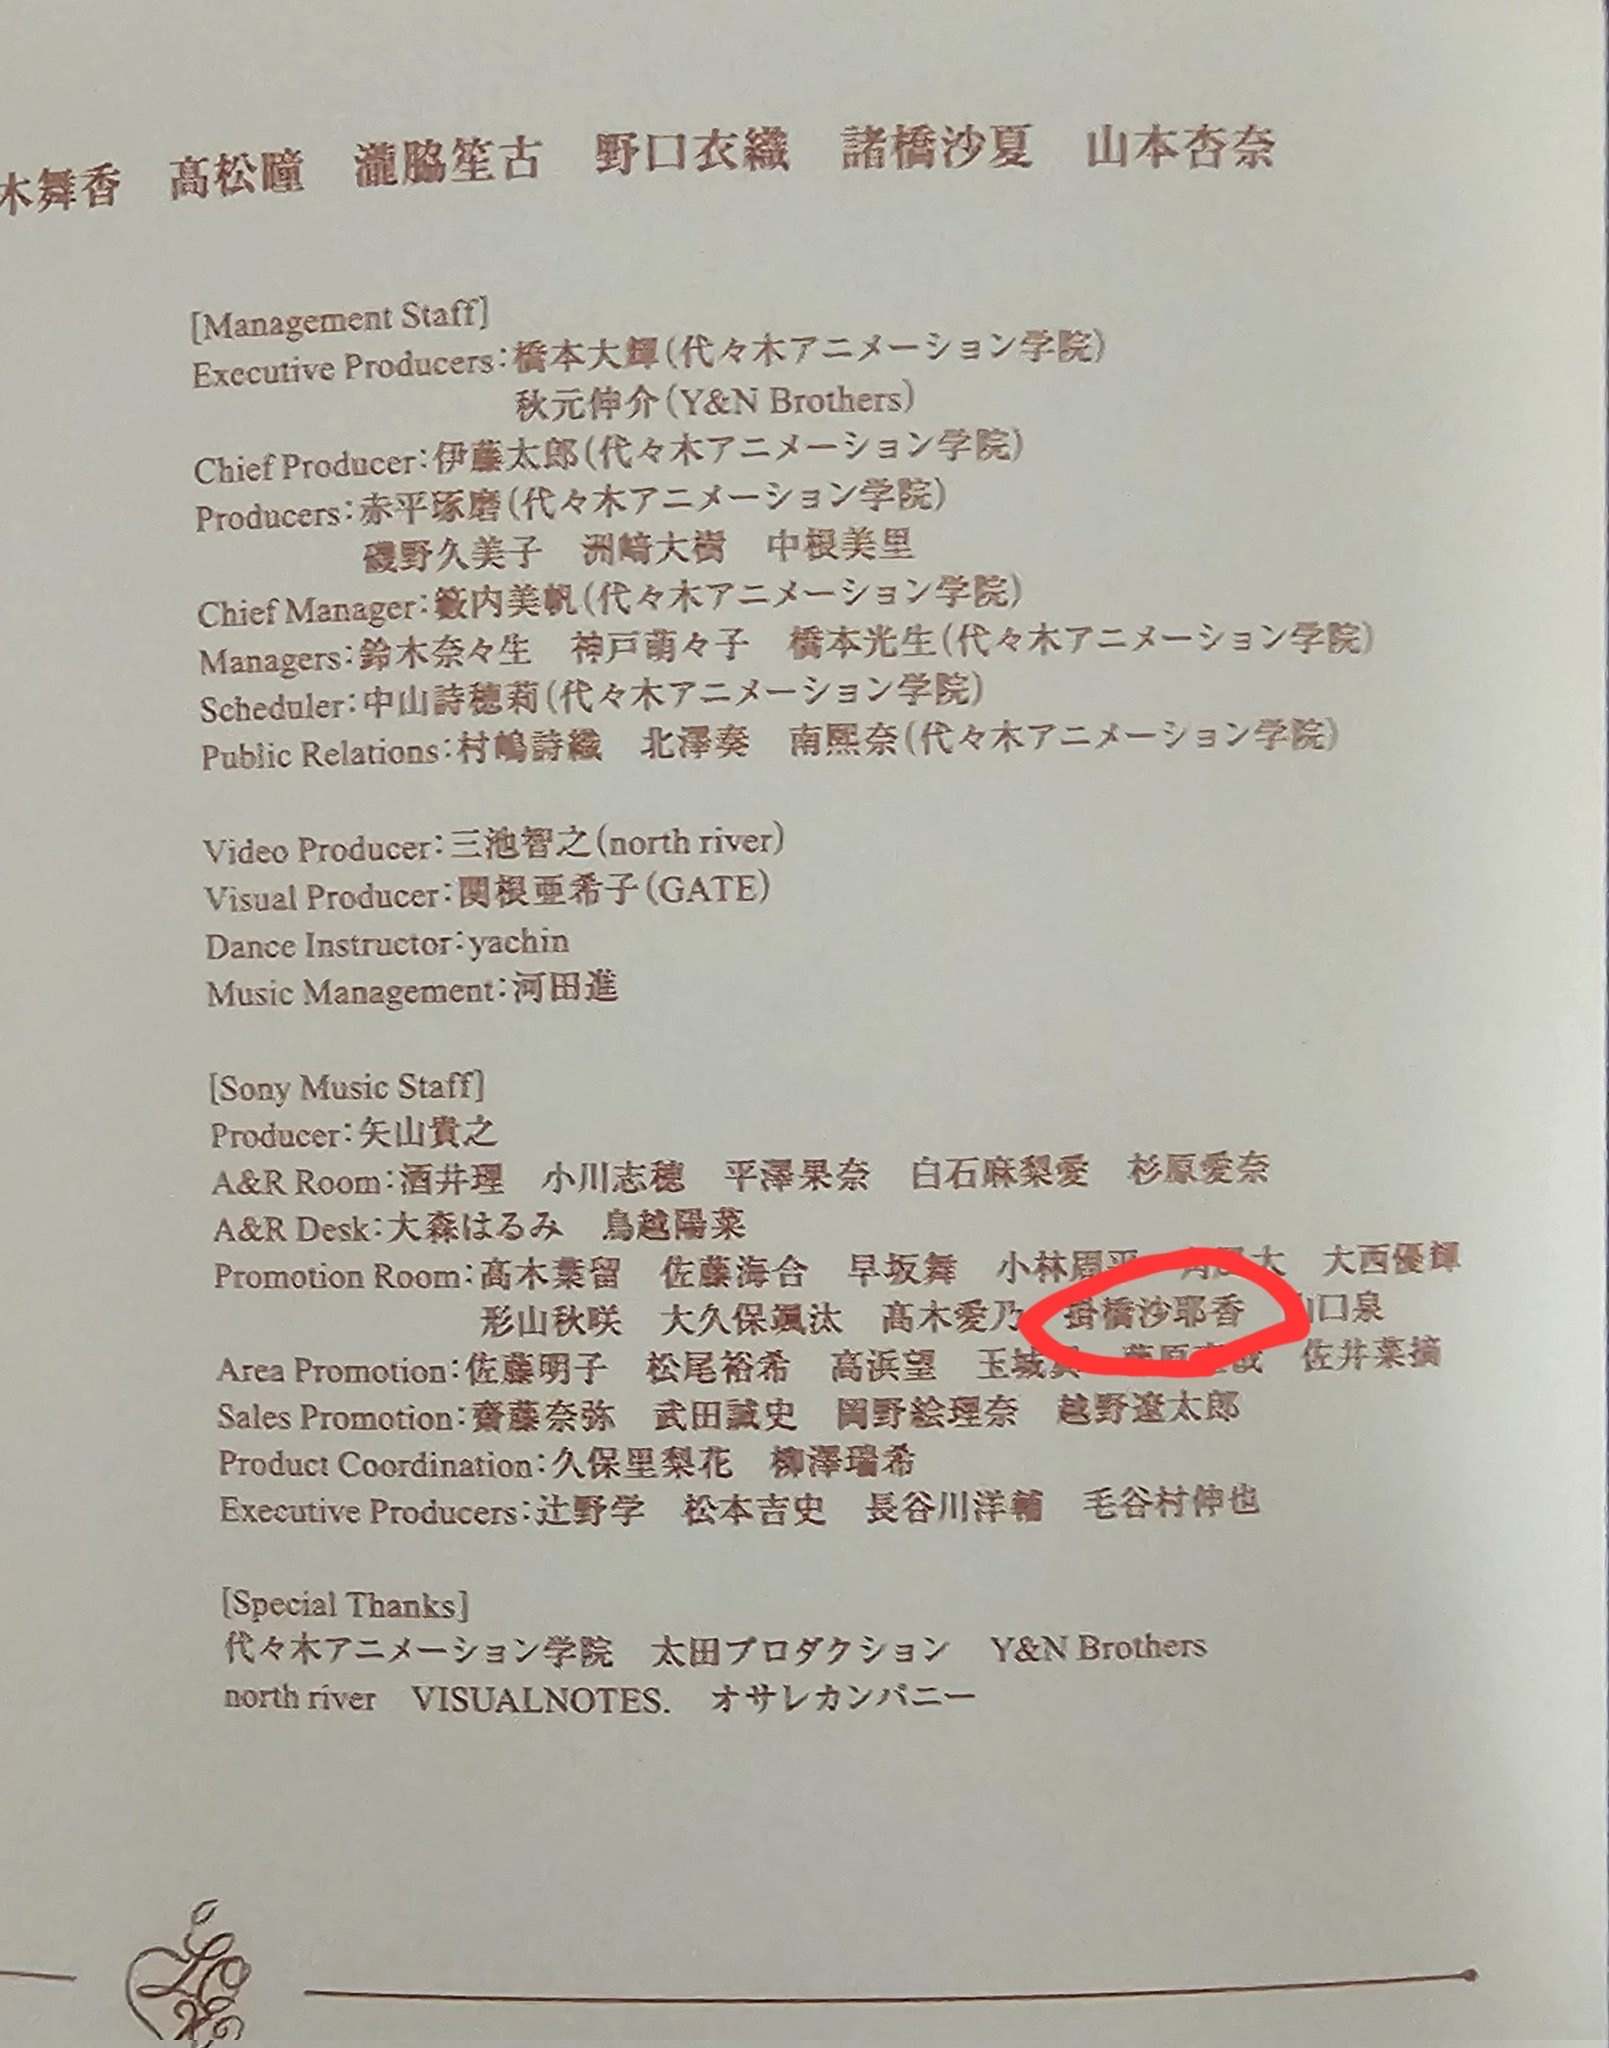 木舞香　髙松瞳　瀧脇笙古　野口衣織　諸橋沙夏　山本杏奈
[Management Staff]
Executive Producers：橋本大輝（代々木アニメーション学院）
秋元伸介（Y&N Brothers）
Chief Producer：伊藤太郎（代々木アニメーション学院）
Producers：赤平琢磨（代々木アニメーション学院）
磯野久美子　洲﨑大樹　中根美里
Chief Manager：籔内美帆（代々木アニメーション学院）
Managers：鈴木奈々生　神戸萌々子　橋本光生（代々木アニメーション学院）
Scheduler：中山詩穂莉（代々木アニメーション学院）
Public Relations：村嶋詩織　北澤奏　南熙奈（代々木アニメーション学院）
Video Producer：三池智之（north river）
Visual Producer：関根亜希子（GATE）
Dance Instructor：yachin
Music Management：河田進
[Sony Music Staff]
Producer：矢山貴之
A&R Room：酒井理　小川志穂　平澤果奈　白石麻梨愛　杉原愛奈
A&R Desk：大森はるみ　鳥越陽菜
Promotion Room：髙木葉留　佐藤海合　早坂舞　小林周平　大西優輝
形山秋咲　大久保颯汰　髙木愛乃　掛橋沙耶香　山口泉
Area Promotion：佐藤明子　松尾裕希　高浜望　佐井菜摘
Sales Promotion：齋藤奈弥　武田誠史　岡野絵理奈　越野遼太郎
Product Coordination：久保里梨花　柳澤瑞希
Executive Producers：辻野学　松本吉史　長谷川洋輔　毛谷村伸也
[Special Thanks]
代々木アニメーション学院　太田プロダクション　Y&N Brothers
north river　VISUALNOTES.　オサレカンパニー